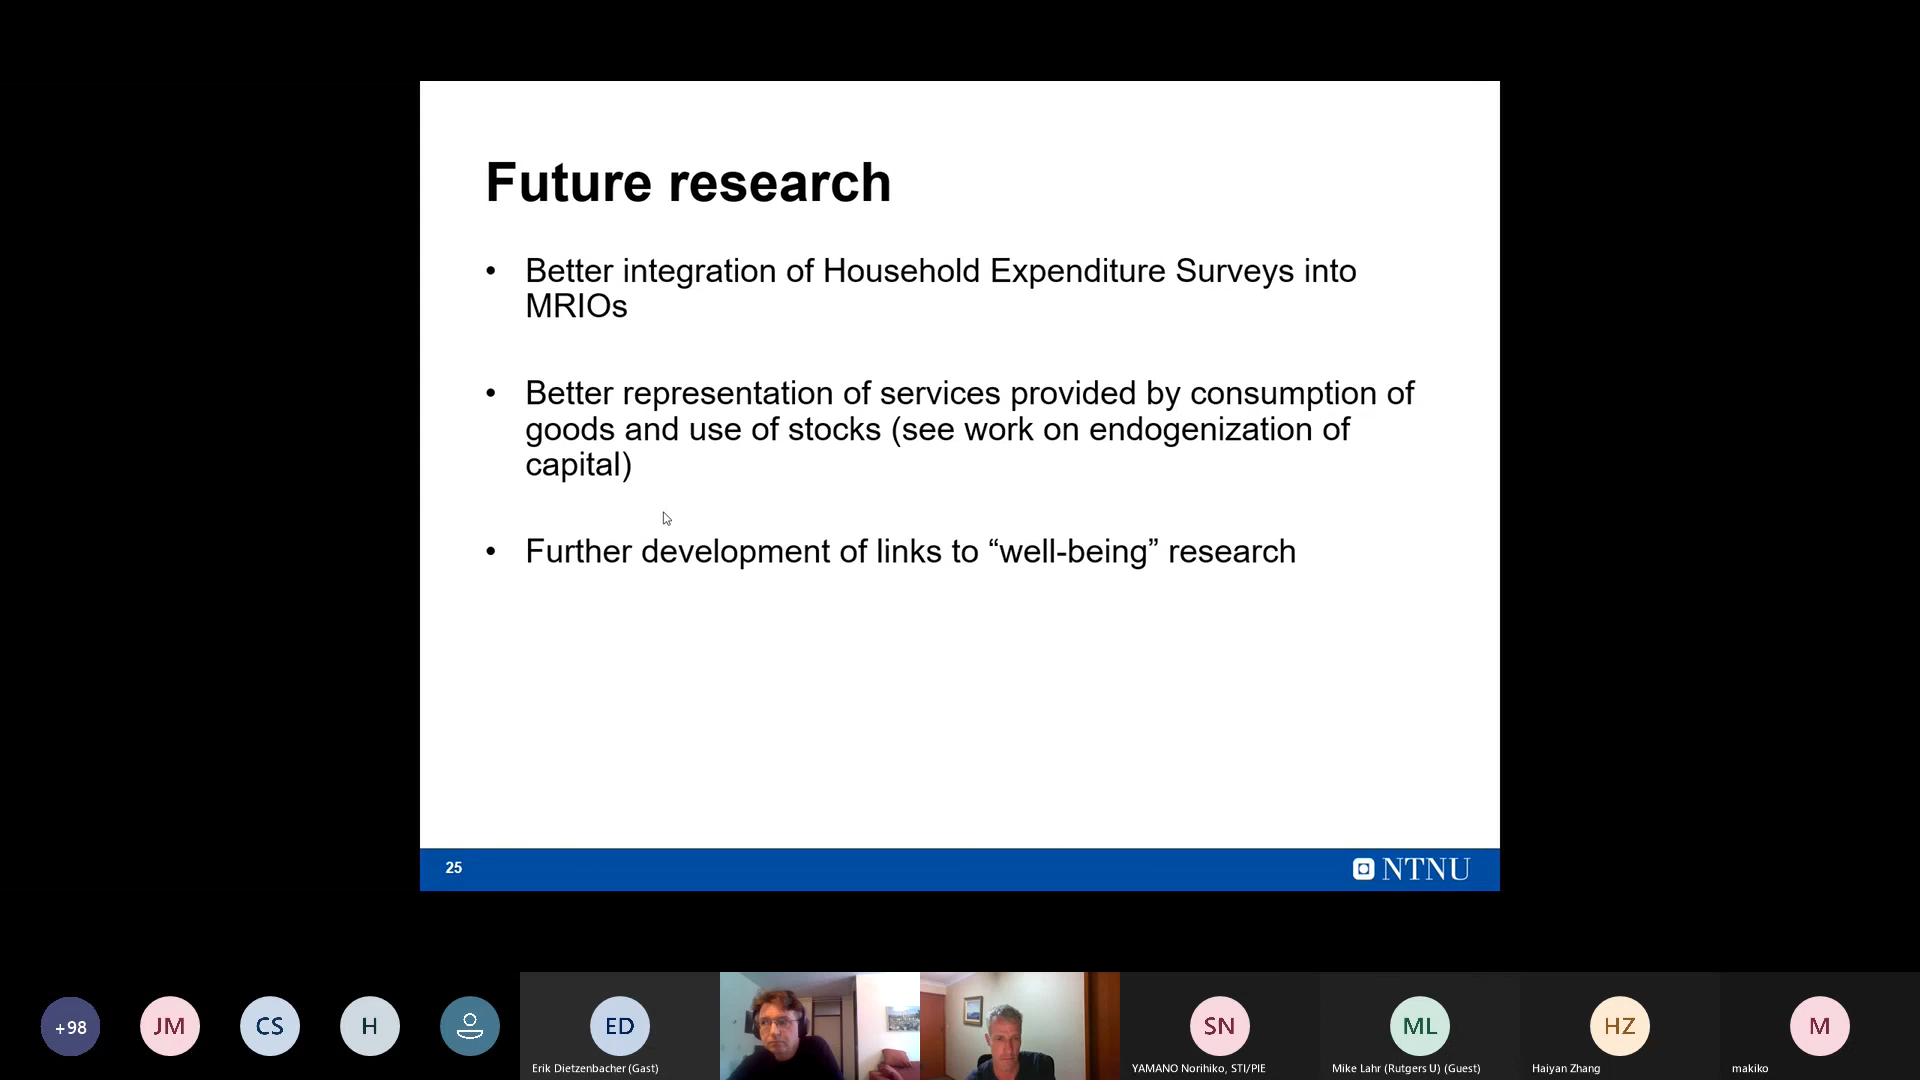 Future research
• Better integration of Household Expenditure Surveys into
MRIOs
• Better representation of services provided by consumption of
goods and use of stocks (see work on endogenization of
capital)
• Further development of links to “well-being” research
25
NTNU
+98
JM
CS
H
ED
Erik Dietzenbacher (Gast)
SN
YAMANO Norihiko, STI/PIE
ML
Mike Lahr (Rutgers U) (Guest)
HZ
Haiyan Zhang
M
makiko